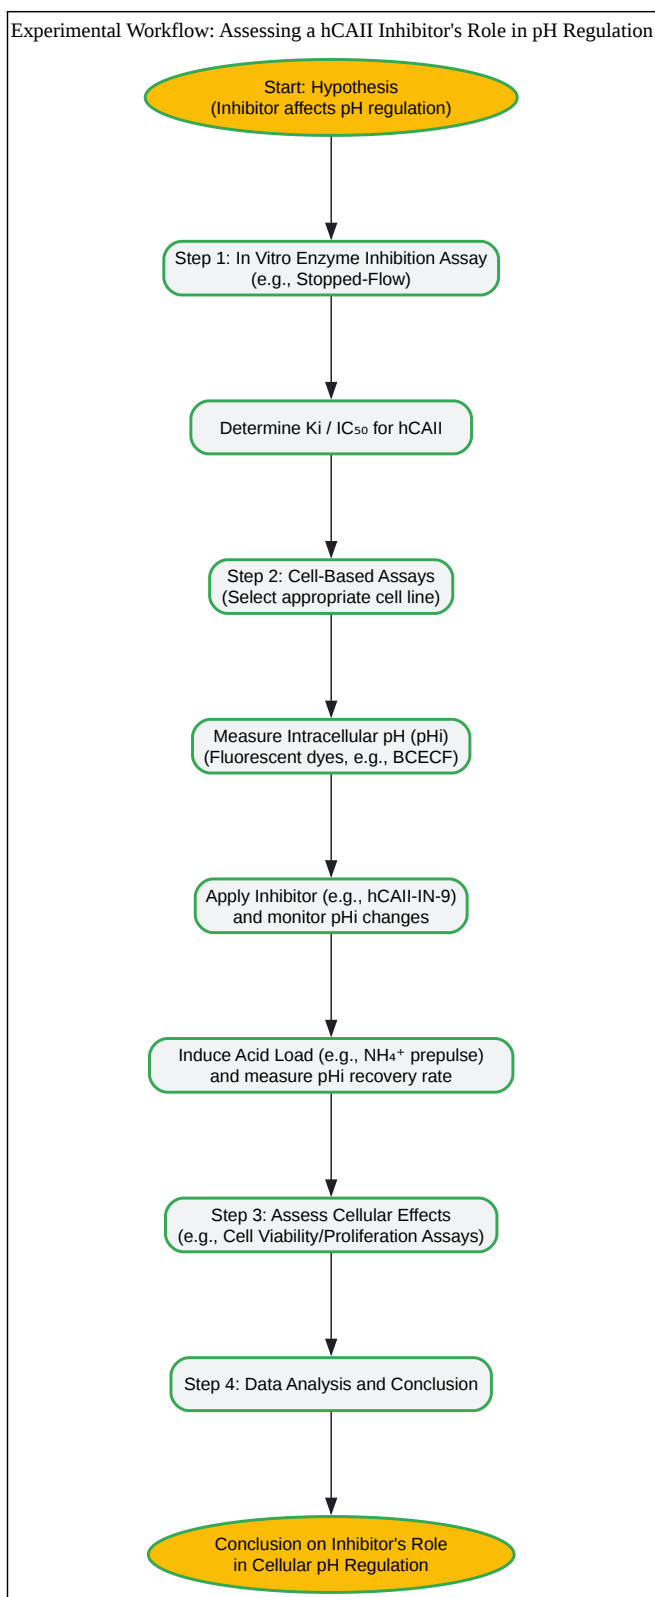 Experimental Workflow: Assessing a hCAII Inhibitor's Role in pH Regulation
Start: Hypothesis
(Inhibitor affects pH regulation)
Step 1: In Vitro Enzyme Inhibition Assay
(e.g., Stopped-Flow)
Determine Ki / IC₅₀ for hCAII
Step 2: Cell-Based Assays
(Select appropriate cell line)
Measure Intracellular pH (pHi)
(Fluorescent dyes, e.g., BCECF)
Apply Inhibitor (e.g., hCAII-IN-9)
and monitor pHi changes
Induce Acid Load (e.g., NH₄⁺ prepulse)
and measure pHi recovery rate
Step 3: Assess Cellular Effects
(e.g., Cell Viability/Proliferation Assays)
Step 4: Data Analysis and Conclusion
Conclusion on Inhibitor's Role
in Cellular pH Regulation